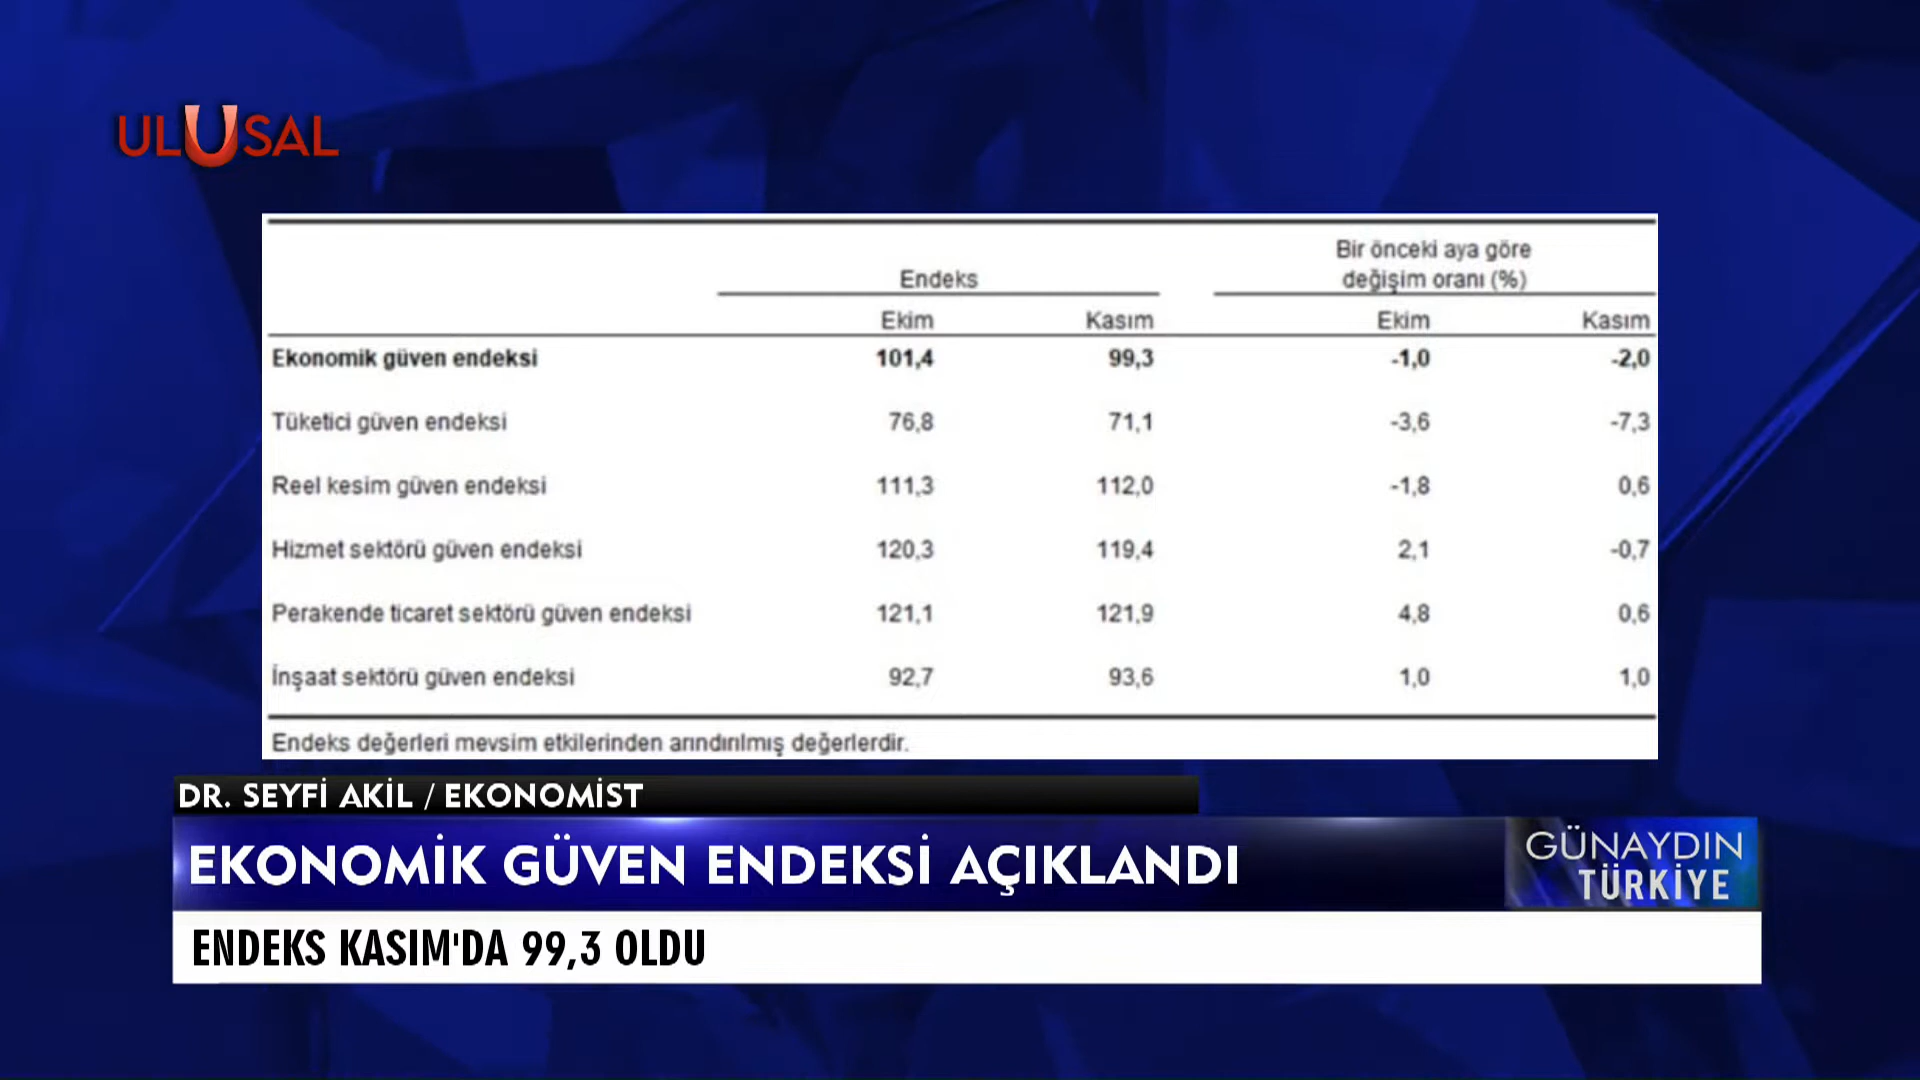 ULUSAL
Bir önceki aya göre
Endeks değişim oranı (%)
Ekim Kasım Ekim Kasım
Ekonomik güven endeksi 101,4 99,3 -1,0 -2,0
Tüketici güven endeksi 76,8 71,1 -3,6 -7,3
Reel kesim güven endeksi 111,3 112,0 -1,8 0,6
Hizmet sektörü güven endeksi 120,3 119,4 2,1 -0,7
Perakende ticaret sektörü güven endeksi 121,1 121,9 4,8 0,6
İnşaat sektörü güven endeksi 92,7 93,6 1,0 1,0
Endeks değerleri mevsim etkilerinden arındırılmış değerlerdir.
DR. SEYFİ AKİL / EKONOMİST
EKONOMİK GÜVEN ENDEKSİ AÇIKLANDI
GÜNAYDIN
TÜRKİYE
ENDEKS KASIM'DA 99,3 OLDU